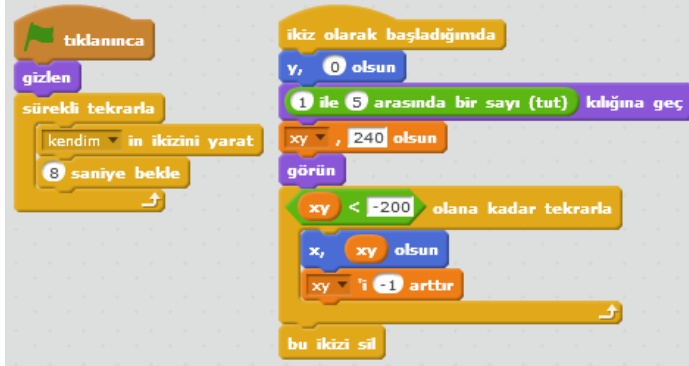 tıklanınca
gizlen
sürekli tekrarla
kendim in ikizini yarat
8 saniye bekle
ikiz olarak başladığımda
y, 0 olsun
1 ile 5 arasında bir sayı (tut) kılığına geç
xy , 240 olsun
görün
xy < -200 olana kadar tekrarla
x, xy olsun
xy 'i -1 arttır
bu ikizi sil